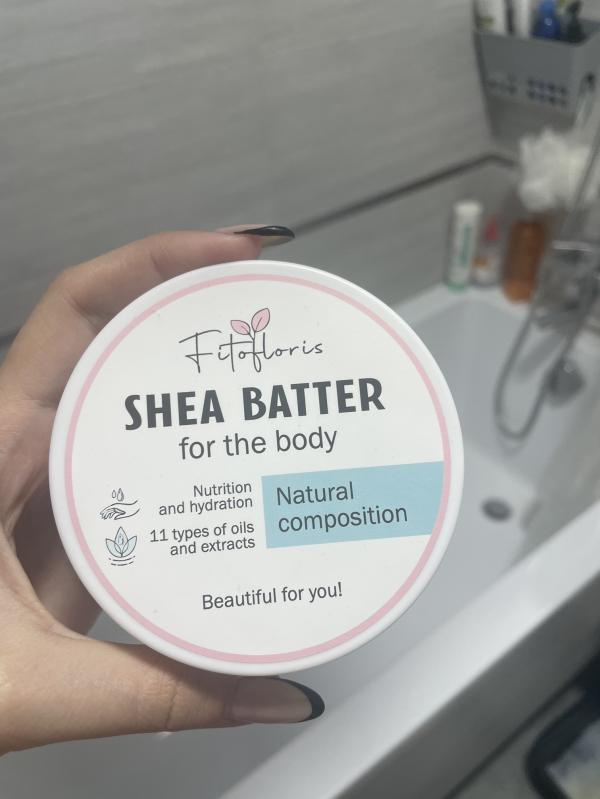 Fitofloris
SHEA BATTER
for the body
Nutrition
and hydration
11 types of oils
and extracts
Natural
composition
Beautiful for you!